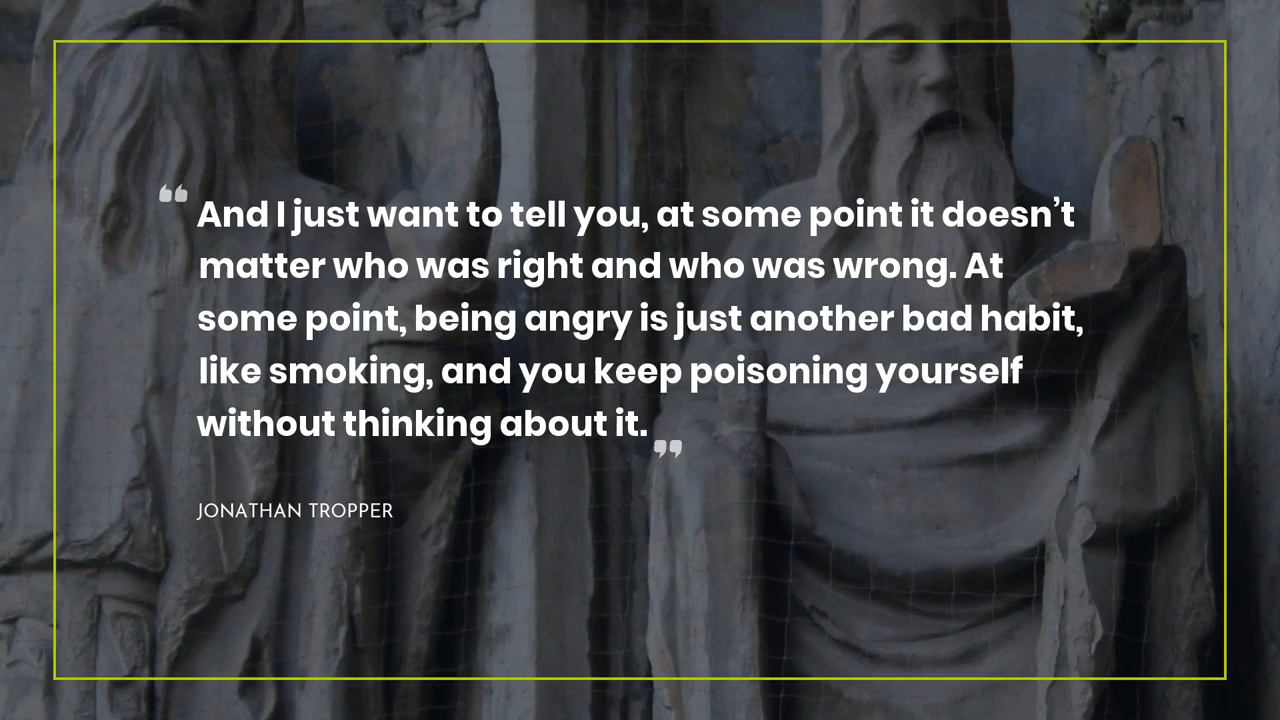 “And I just want to tell you, at some point it doesn’t
matter who was right and who was wrong. At
some point, being angry is just another bad habit,
like smoking, and you keep poisoning yourself
without thinking about it.”
JONATHAN TROPPER